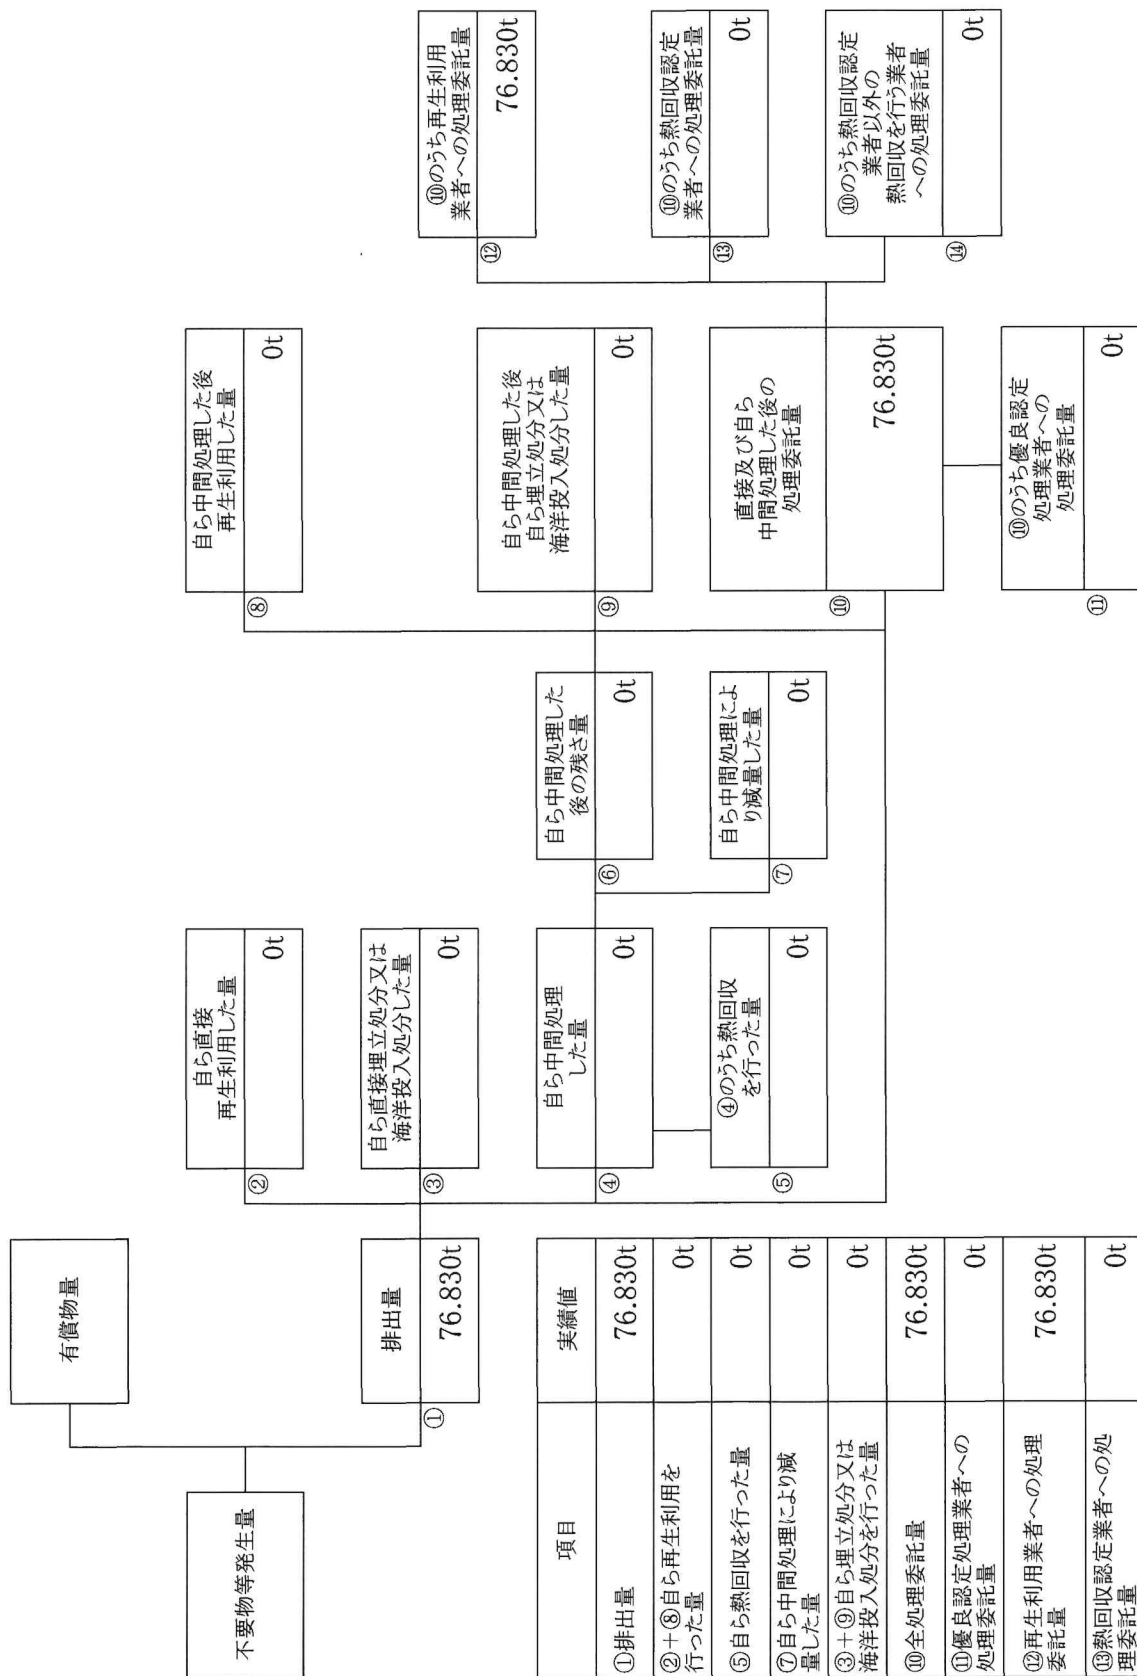 不要物等発生量
有償物量
排出量
①
76.830t
自ら直接
再生利用した量
②
0t
自ら直接埋立処分又は
海洋投入処分した量
③
0t
自ら中間処理
した量
④
0t
④のうち熱回収
を行った量
⑤
0t
自ら中間処理した
後の残さ量
⑥
0t
自ら中間処理によ
り減量した量
⑦
0t
自ら中間処理した後
再生利用した量
⑧
0t
自ら中間処理した後
自ら埋立処分又は
海洋投入処分した量
⑨
0t
直接及び自ら
中間処理した後の
処理委託量
⑩
76.830t
⑩のうち優良認定
処理業者への
処理委託量
⑪
0t
⑩のうち再生利用
業者への処理委託量
⑫
76.830t
⑩のうち熱回収認定
業者への処理委託量
⑬
0t
⑩のうち熱回収認定
業者以外の
熱回収を行う業者
への処理委託量
⑭
0t
項目 実績値
①排出量 76.830t
②+⑧自ら再生利用を
行った量 0t
⑤自ら熱回収を行った量 0t
⑦自ら中間処理により減
量した量 0t
③+⑨自ら埋立処分又は
海洋投入処分を行った量 0t
⑩全処理委託量 76.830t
⑪優良認定処理業者への
処理委託量 0t
⑫再生利用業者への処理
委託量 76.830t
⑬熱回収認定業者への処
理委託量 0t